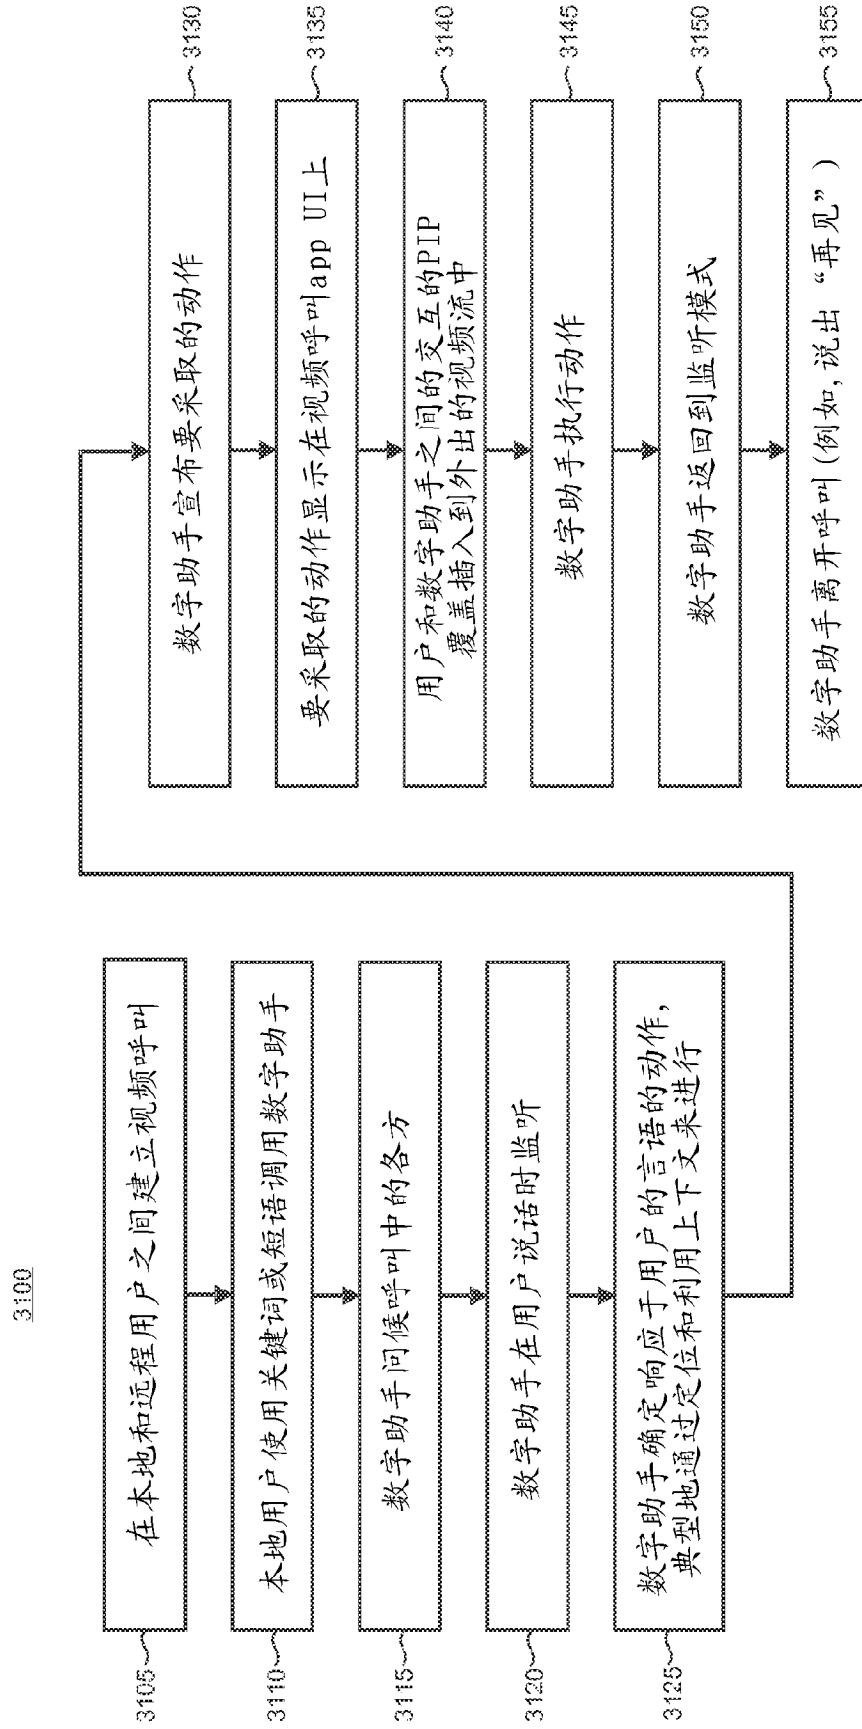 3100
3105
在本地和远程用户之间建立视频呼叫
3110
本地用户使用关键词或短语调用数字助手
3115
数字助手问候呼叫中的各方
3120
数字助手在用户说话时监听
3125
数字助手确定响应于用户的言语的动作，
典型地通过定位和利用上下文来进行
3130
数字助手宣布要采取的动作
3135
要采取的动作显示在视频呼叫app UI上
3140
用户和数字助手之间的交互的PIP
覆盖插入到外出的视频流中
3145
数字助手执行动作
3150
数字助手返回到监听模式
3155
数字助手离开呼叫(例如,说出“再见”)